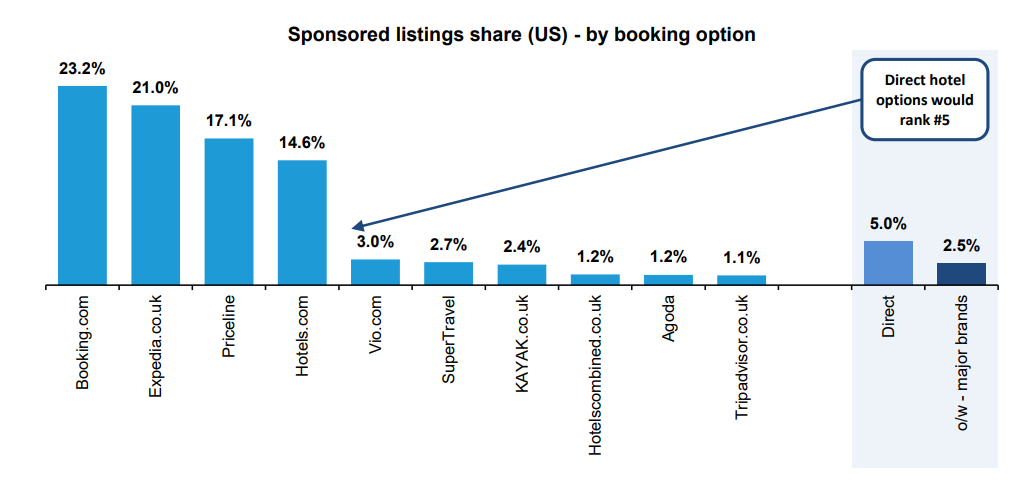 Sponsored listings share (US) - by booking option
23.2%
21.0%
17.1%
14.6%
3.0%
2.7%
2.4%
1.2%
1.2%
1.1%
Direct hotel
options would
rank #5
5.0%
2.5%
Booking.com
Expedia.co.uk
Priceline
Hotels.com
Vio.com
SuperTravel
KAYAK.co.uk
Hotelscombined.co.uk
Agoda
Tripadvisor.co.uk
Direct
o/w - major brands